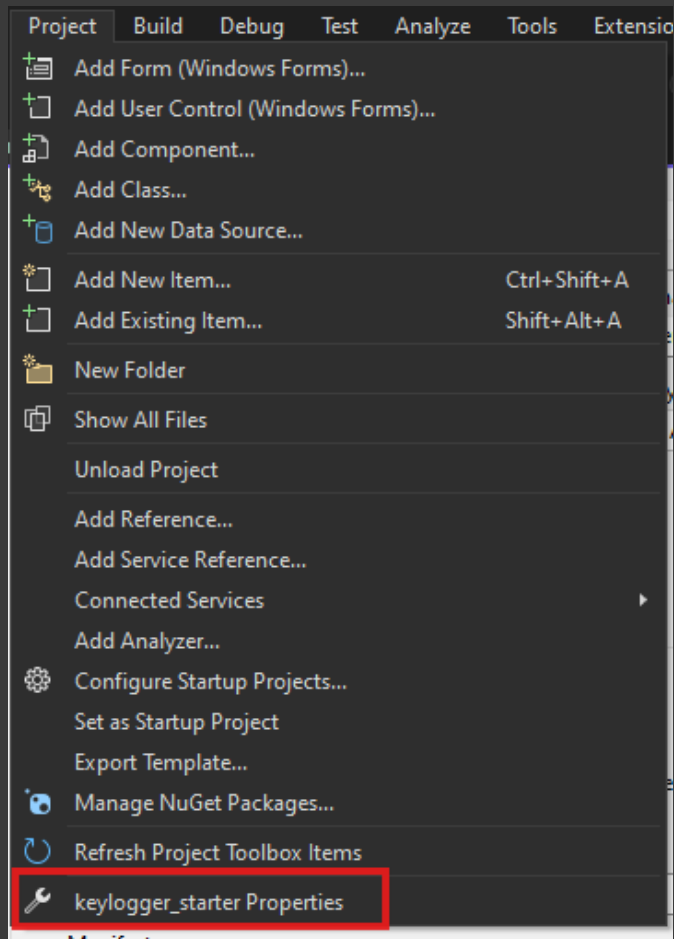 Project Build Debug Test Analyze Tools Extensio
Add Form (Windows Forms)...
Add User Control (Windows Forms)...
Add Component...
Add Class...
Add New Data Source...
Add New Item... Ctrl+Shift+A
Add Existing Item... Shift+Alt+A
New Folder
Show All Files
Unload Project
Add Reference...
Add Service Reference...
Connected Services
Add Analyzer...
Configure Startup Projects...
Set as Startup Project
Export Template...
Manage NuGet Packages...
Refresh Project Toolbox Items
keylogger_starter Properties